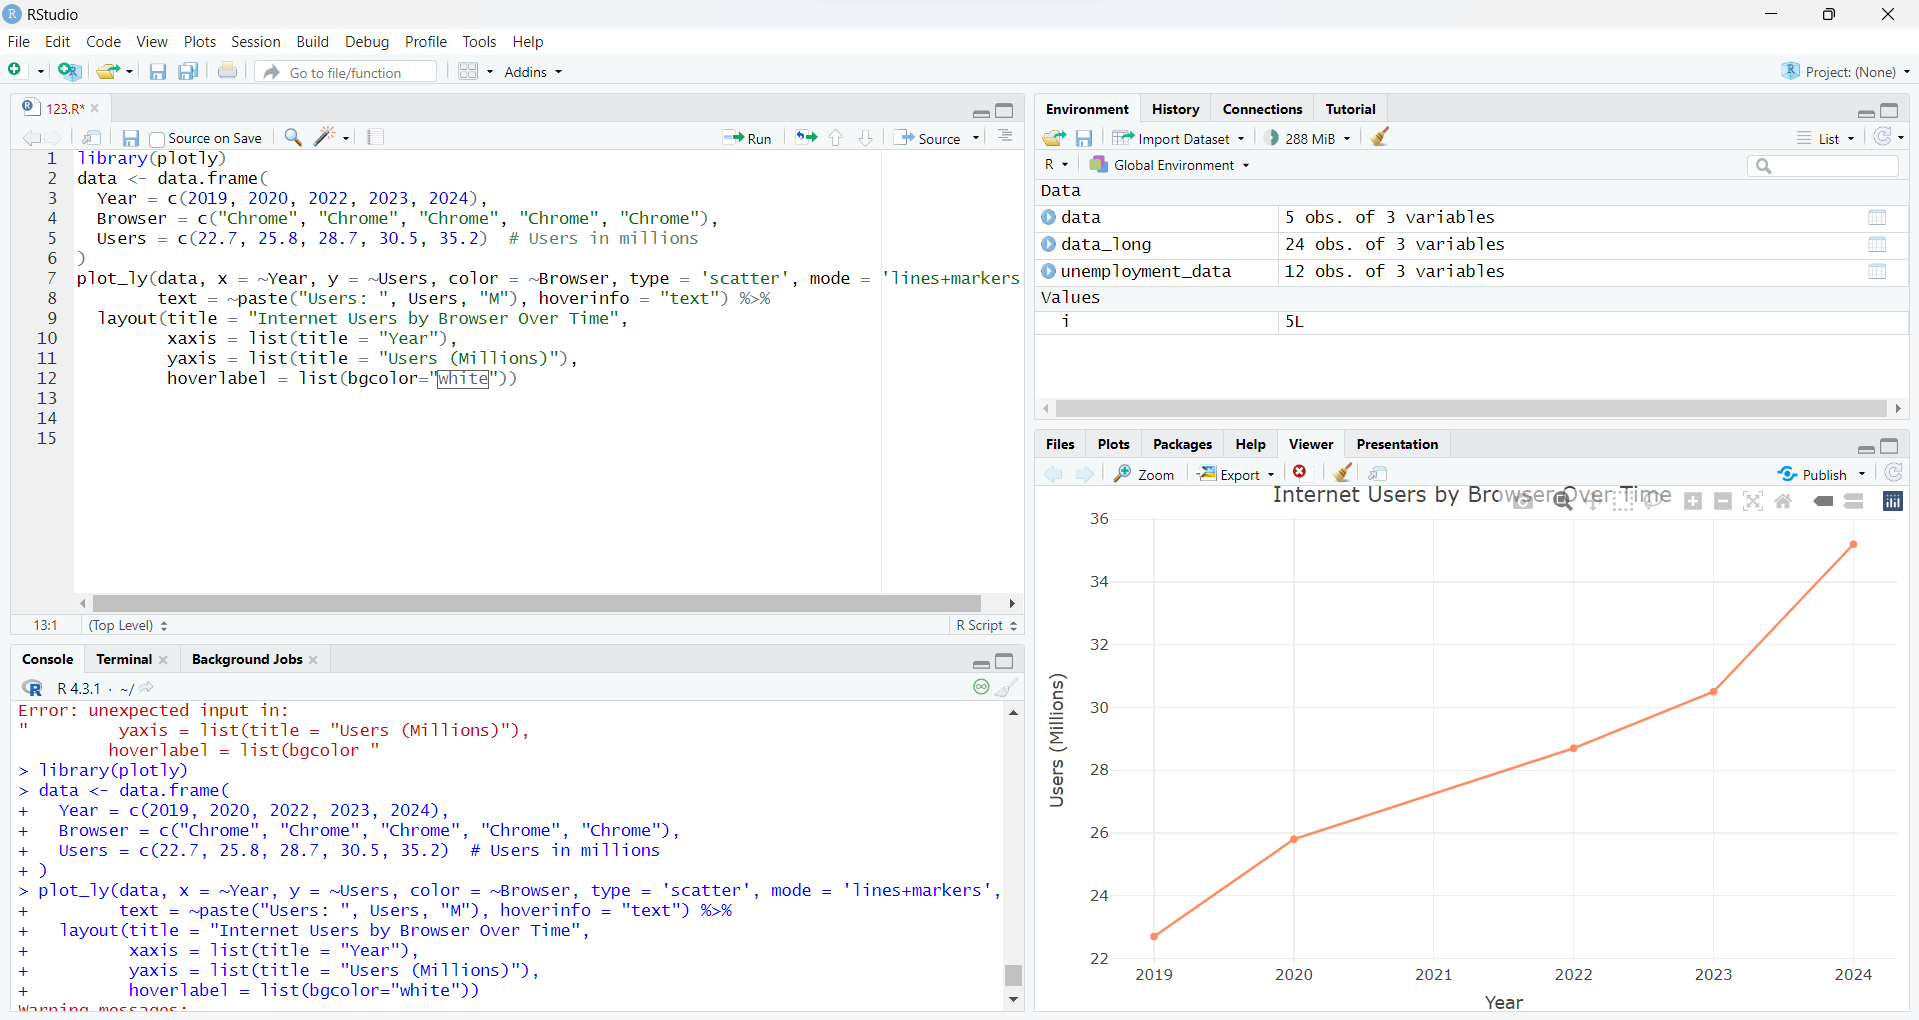 RStudio
File Edit Code View Plots Session Build Debug Profile Tools Help
Go to file/function Addins Project: (None)
123.R*
Source on Save Run Source
1 library(plotly)
2 data <- data.frame(
3 Year = c(2019, 2020, 2022, 2023, 2024),
4 Browser = c("Chrome", "Chrome", "Chrome", "Chrome", "Chrome"),
5 Users = c(22.7, 25.8, 28.7, 30.5, 35.2) # Users in millions
6 )
7 plot_ly(data, x = ~Year, y = ~Users, color = ~Browser, type = 'scatter', mode = 'lines+markers
8 text = ~paste("Users: ", Users, "M"), hoverinfo = "text") %>%
9 layout(title = "Internet Users by Browser Over Time",
10 xaxis = list(title = "Year"),
11 yaxis = list(title = "Users (Millions)"),
12 hoverlabel = list(bgcolor="white"))
13
14
15
13:1 (Top Level) R Script
Console Terminal Background Jobs
R 4.3.1 · ~/
Error: unexpected input in:
" yaxis = list(title = "Users (Millions)"),
hoverlabel = list(bgcolor "
> library(plotly)
> data <- data.frame(
+ Year = c(2019, 2020, 2022, 2023, 2024),
+ Browser = c("Chrome", "Chrome", "Chrome", "Chrome", "Chrome"),
+ Users = c(22.7, 25.8, 28.7, 30.5, 35.2) # Users in millions
+ )
> plot_ly(data, x = ~Year, y = ~Users, color = ~Browser, type = 'scatter', mode = 'lines+markers',
+ text = ~paste("Users: ", Users, "M"), hoverinfo = "text") %>%
+ layout(title = "Internet Users by Browser Over Time",
+ xaxis = list(title = "Year"),
+ yaxis = list(title = "Users (Millions)"),
+ hoverlabel = list(bgcolor="white"))
Warning messages:
Environment History Connections Tutorial
Import Dataset 288 MiB List
R Global Environment
Data
data 5 obs. of 3 variables
data_long 24 obs. of 3 variables
unemployment_data 12 obs. of 3 variables
Values
i 5L
Files Plots Packages Help Viewer Presentation
Zoom Export Publish
Internet Users by Browser Over Time
36
34
32
30
28
26
24
22
Users (Millions)
2019 2020 2021 2022 2023 2024
Year